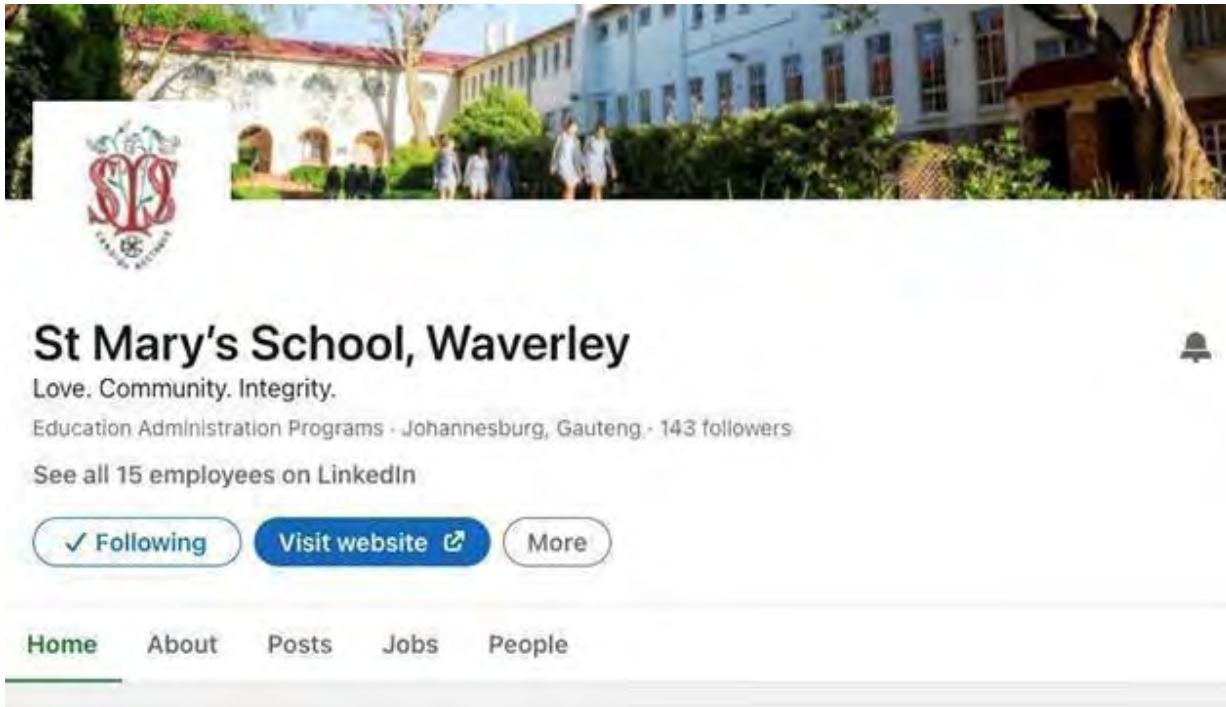 SMS
St Mary's School, Waverley
Love. Community. Integrity.
Education Administration Programs · Johannesburg, Gauteng · 143 followers
See all 15 employees on LinkedIn
✓ Following
Visit website
More
Home
About
Posts
Jobs
People